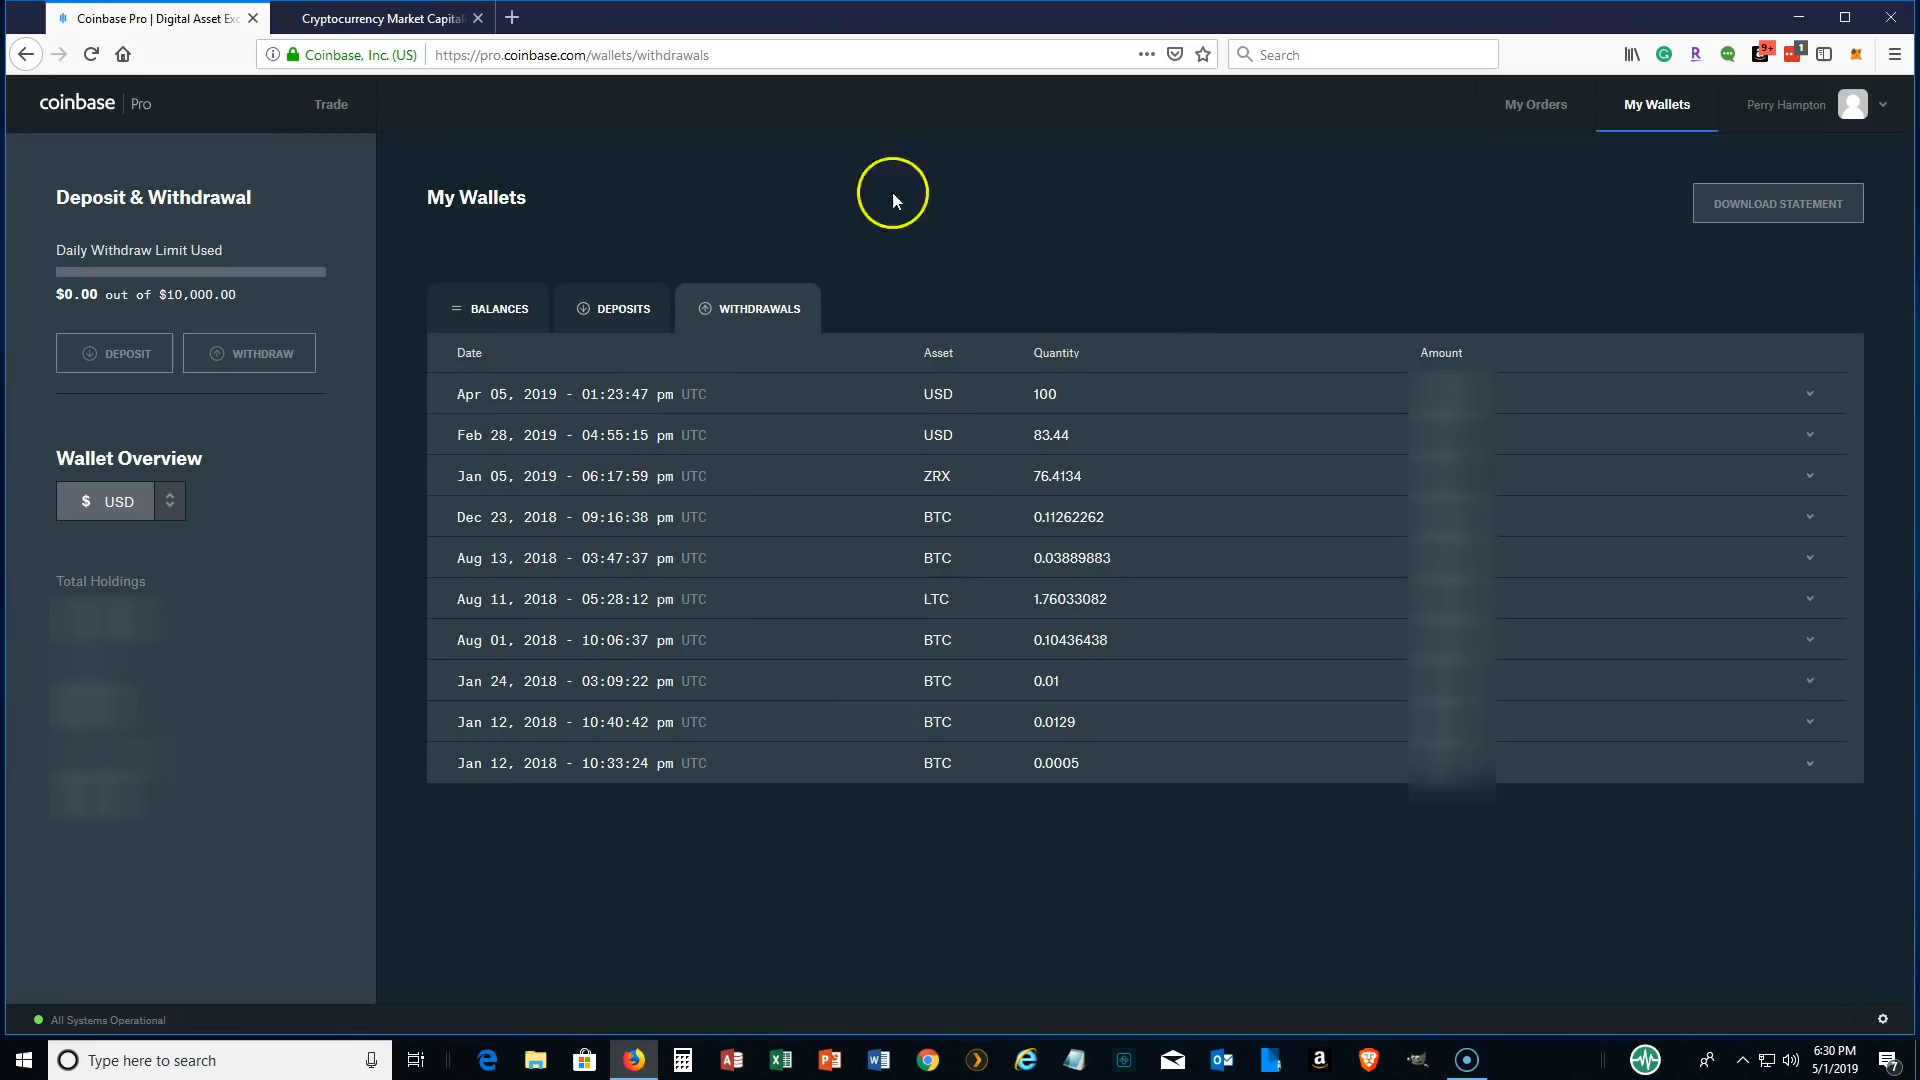 Coinbase Pro | Digital Asset Exc
Cryptocurrency Market Capital
Coinbase, Inc. (US)
https://pro.coinbase.com/wallets/withdrawals
Search
9+
1
coinbase Pro
Trade
My Orders
My Wallets
Perry Hampton
Deposit & Withdrawal
Daily Withdraw Limit Used
$0.00 out of $10,000.00
DEPOSIT
WITHDRAW
Wallet Overview
$ USD
Total Holdings
My Wallets
DOWNLOAD STATEMENT
BALANCES
DEPOSITS
WITHDRAWALS
Date Asset Quantity Amount
Apr 05, 2019 - 01:23:47 pm UTC USD 100
Feb 28, 2019 - 04:55:15 pm UTC USD 83.44
Jan 05, 2019 - 06:17:59 pm UTC ZRX 76.4134
Dec 23, 2018 - 09:16:38 pm UTC BTC 0.11262262
Aug 13, 2018 - 03:47:37 pm UTC BTC 0.03889883
Aug 11, 2018 - 05:28:12 pm UTC LTC 1.76033082
Aug 01, 2018 - 10:06:37 pm UTC BTC 0.10436438
Jan 24, 2018 - 03:09:22 pm UTC BTC 0.01
Jan 12, 2018 - 10:40:42 pm UTC BTC 0.0129
Jan 12, 2018 - 10:33:24 pm UTC BTC 0.0005
All Systems Operational
Type here to search
6:30 PM
5/1/2019
7